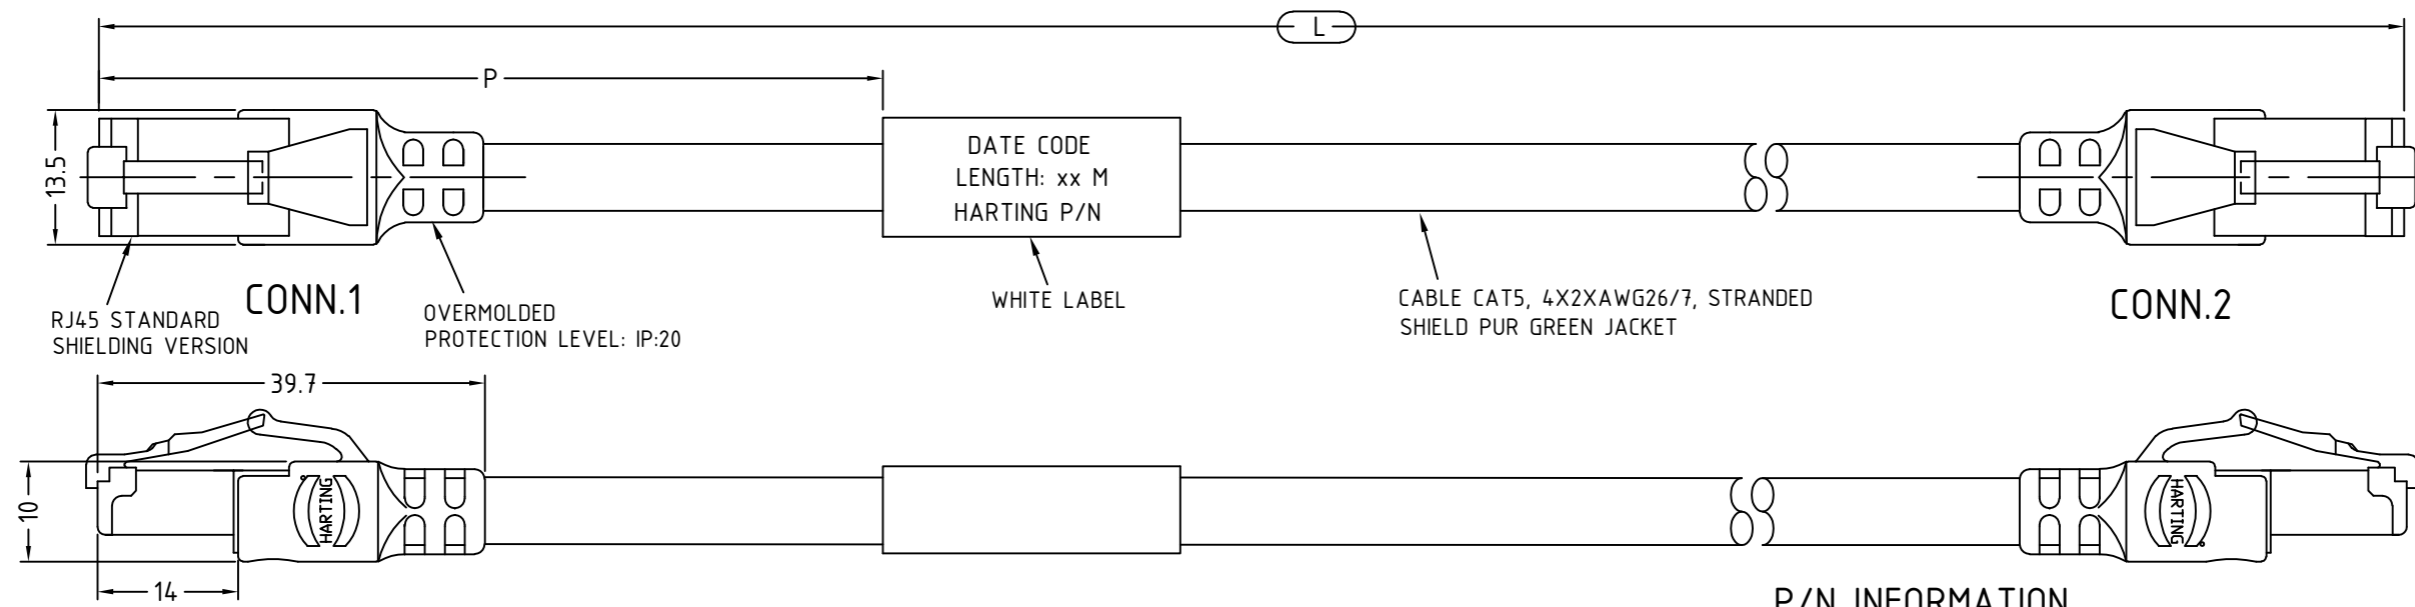 L
P
13.5
DATE CODE
LENGTH: xx M
HARTING P/N
CONN.1
RJ45 STANDARD
SHIELDING VERSION
OVERMOLDED
PROTECTION LEVEL: IP:20
WHITE LABEL
CABLE CAT5, 4X2XAWG26/7, STRANDED
SHIELD PUR GREEN JACKET
CONN.2
39.7
10
HARTING
HARTING
14
P/N INFORMATION